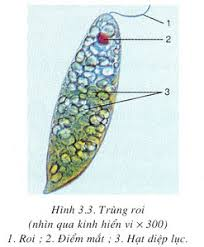 1
2
3
Hình 3.3. Trùng roi
(nhìn qua kính hiển vi × 300)
1. Roi ; 2. Điểm mắt ; 3. Hạt diệp lục.